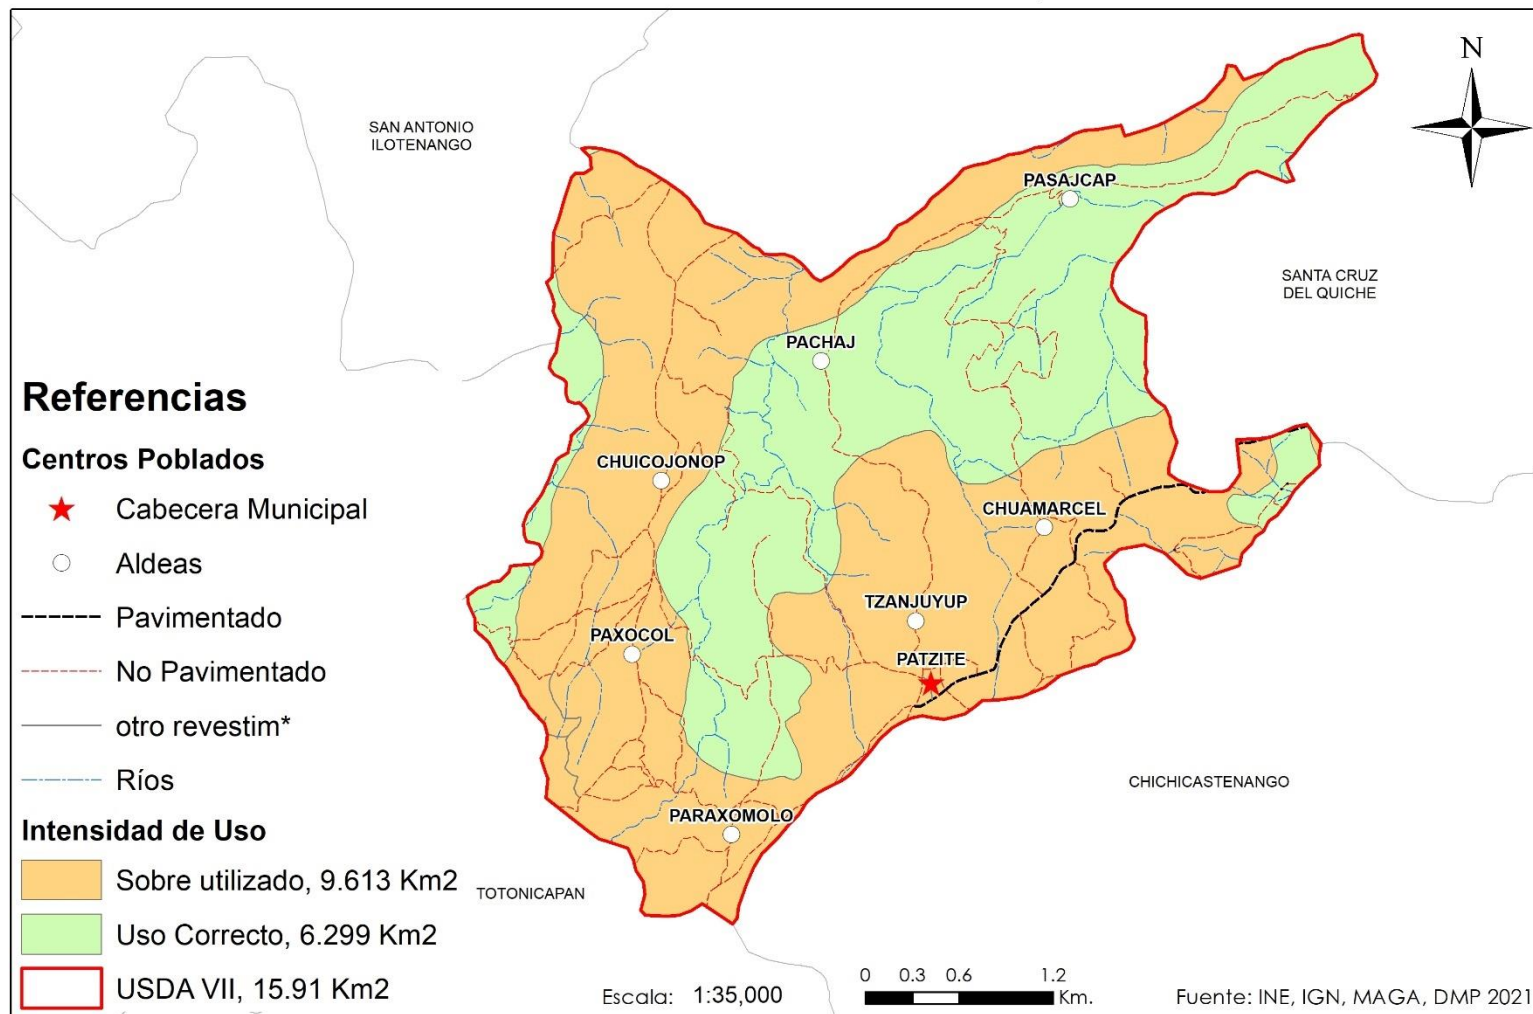 N
SAN ANTONIO
ILOTENANGO
PASAJCAP
SANTA CRUZ
DEL QUICHE
PACHAJ
Referencias
Centros Poblados
Cabecera Municipal
Aldeas
Pavimentado
No Pavimentado
otro revestim*
Ríos
Intensidad de Uso
Sobre utilizado, 9.613 Km2
Uso Correcto, 6.299 Km2
USDA VII, 15.91 Km2
CHUICOJONOP
CHUAMARCEL
TZANJUYUP
PAXOCOL
PATZITE
CHICHICASTENANGO
PARAXOMOLO
TOTONICAPAN
Escala: 1:35,000
0 0.3 0.6 1.2
Km.
Fuente: INE, IGN, MAGA, DMP 2021